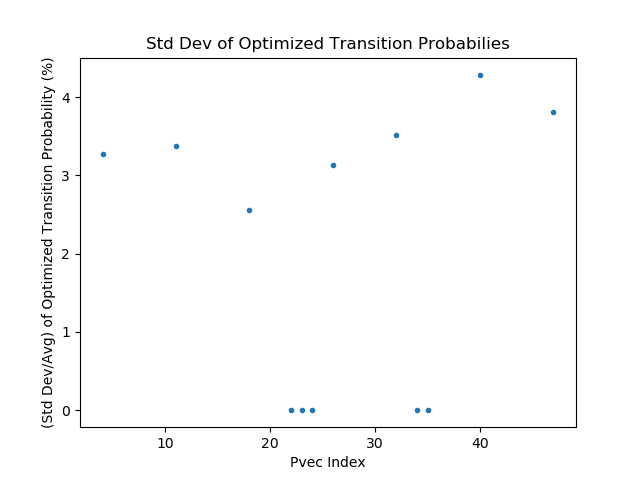 Std Dev of Optimized Transition Probabilies
(Std Dev/Avg) of Optimized Transition Probability (%)
4
3
2
1
0
10 20 30 40
Pvec Index